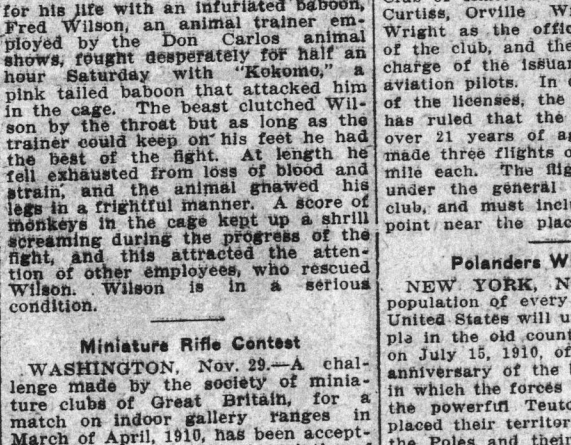 for his life with an infuriated baboon,
Fred Wilson, an animal trainer em-
ployed by the Don Carlos animal
shows, fought desperately for half an
hour Saturday with "Kokomo," a
pink tailed baboon that attacked him
in the cage. The beast clutched Wil-
son by the throat but as long as the
trainer could keep on his feet he had
the best of the fight. At length he
fell exhausted from loss of blood and
strain, and the animal gnawed his
legs in a frightful manner. A score of
monkeys in the cage kept up a shrill
screaming during the progress of the
fight, and this attracted the atten-
tion of other employees, who rescued
Wilson. Wilson is in a serious
condition.
Miniature Rifle Contest
WASHINGTON, Nov. 29.—A chal-
lenge made by the society of minia-
ture clubs of Great Britain, for a
match on indoor gallery ranges in
March of April, 1910, has been accept-
Curtiss, Orville
Wright as the offic
of the club, and the
charge of the issuan
aviation pilots. In
of the licenses, the
has ruled that the
over 21 years of a
made three flights o
mile each. The flig
under the general
club, and must incl
point near the plac
Polanders W
NEW YORK, N
population of every
United States will u
pla in the old count
on July 15, 1910, of
anniversary of the
in which the forces
the powerful Teuto
placed their territor
the Poles and their